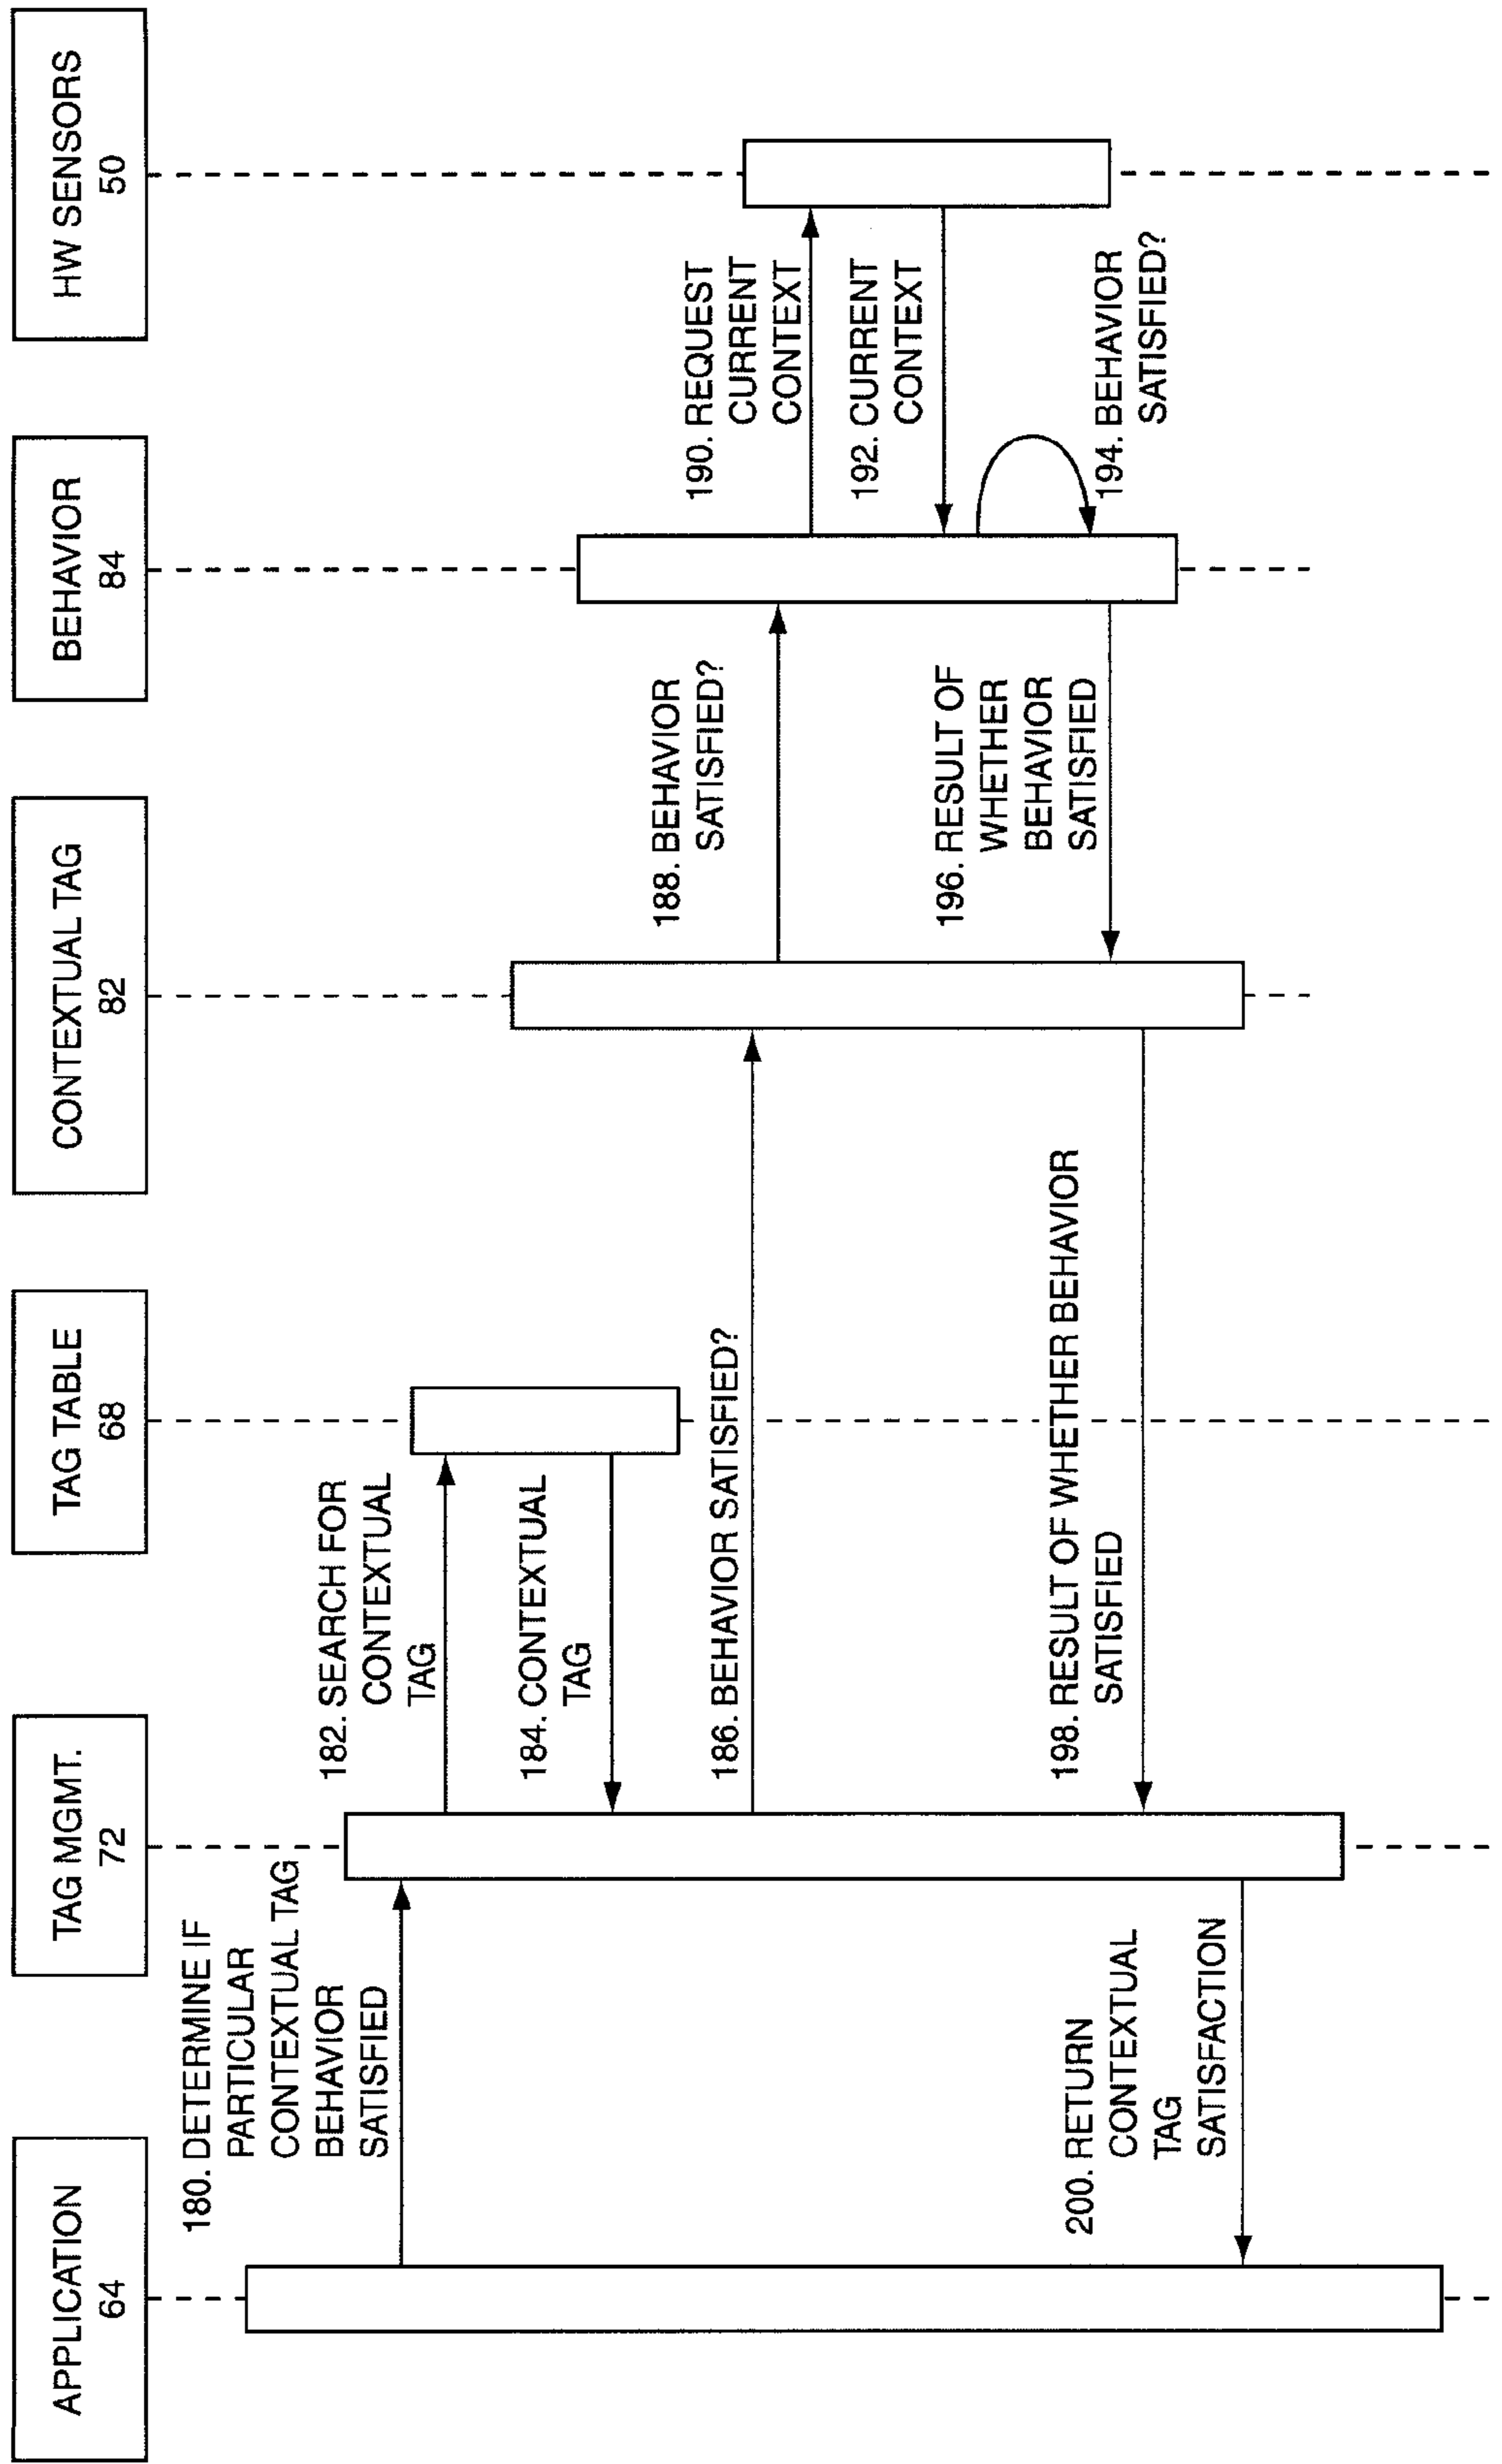 APPLICATION
64
TAG MGMT.
72
TAG TABLE
68
CONTEXTUAL TAG
82
BEHAVIOR
84
HW SENSORS
50
180. DETERMINE IF
PARTICULAR
CONTEXTUAL TAG
BEHAVIOR
SATISFIED
182. SEARCH FOR
CONTEXTUAL
TAG
184. CONTEXTUAL
TAG
186. BEHAVIOR SATISFIED?
188. BEHAVIOR
SATISFIED?
190. REQUEST
CURRENT
CONTEXT
192. CURRENT
CONTEXT
194. BEHAVIOR
SATISFIED?
196. RESULT OF
WHETHER
BEHAVIOR
SATISFIED
198. RESULT OF WHETHER BEHAVIOR
SATISFIED
200. RETURN
CONTEXTUAL
TAG
SATISFACTION